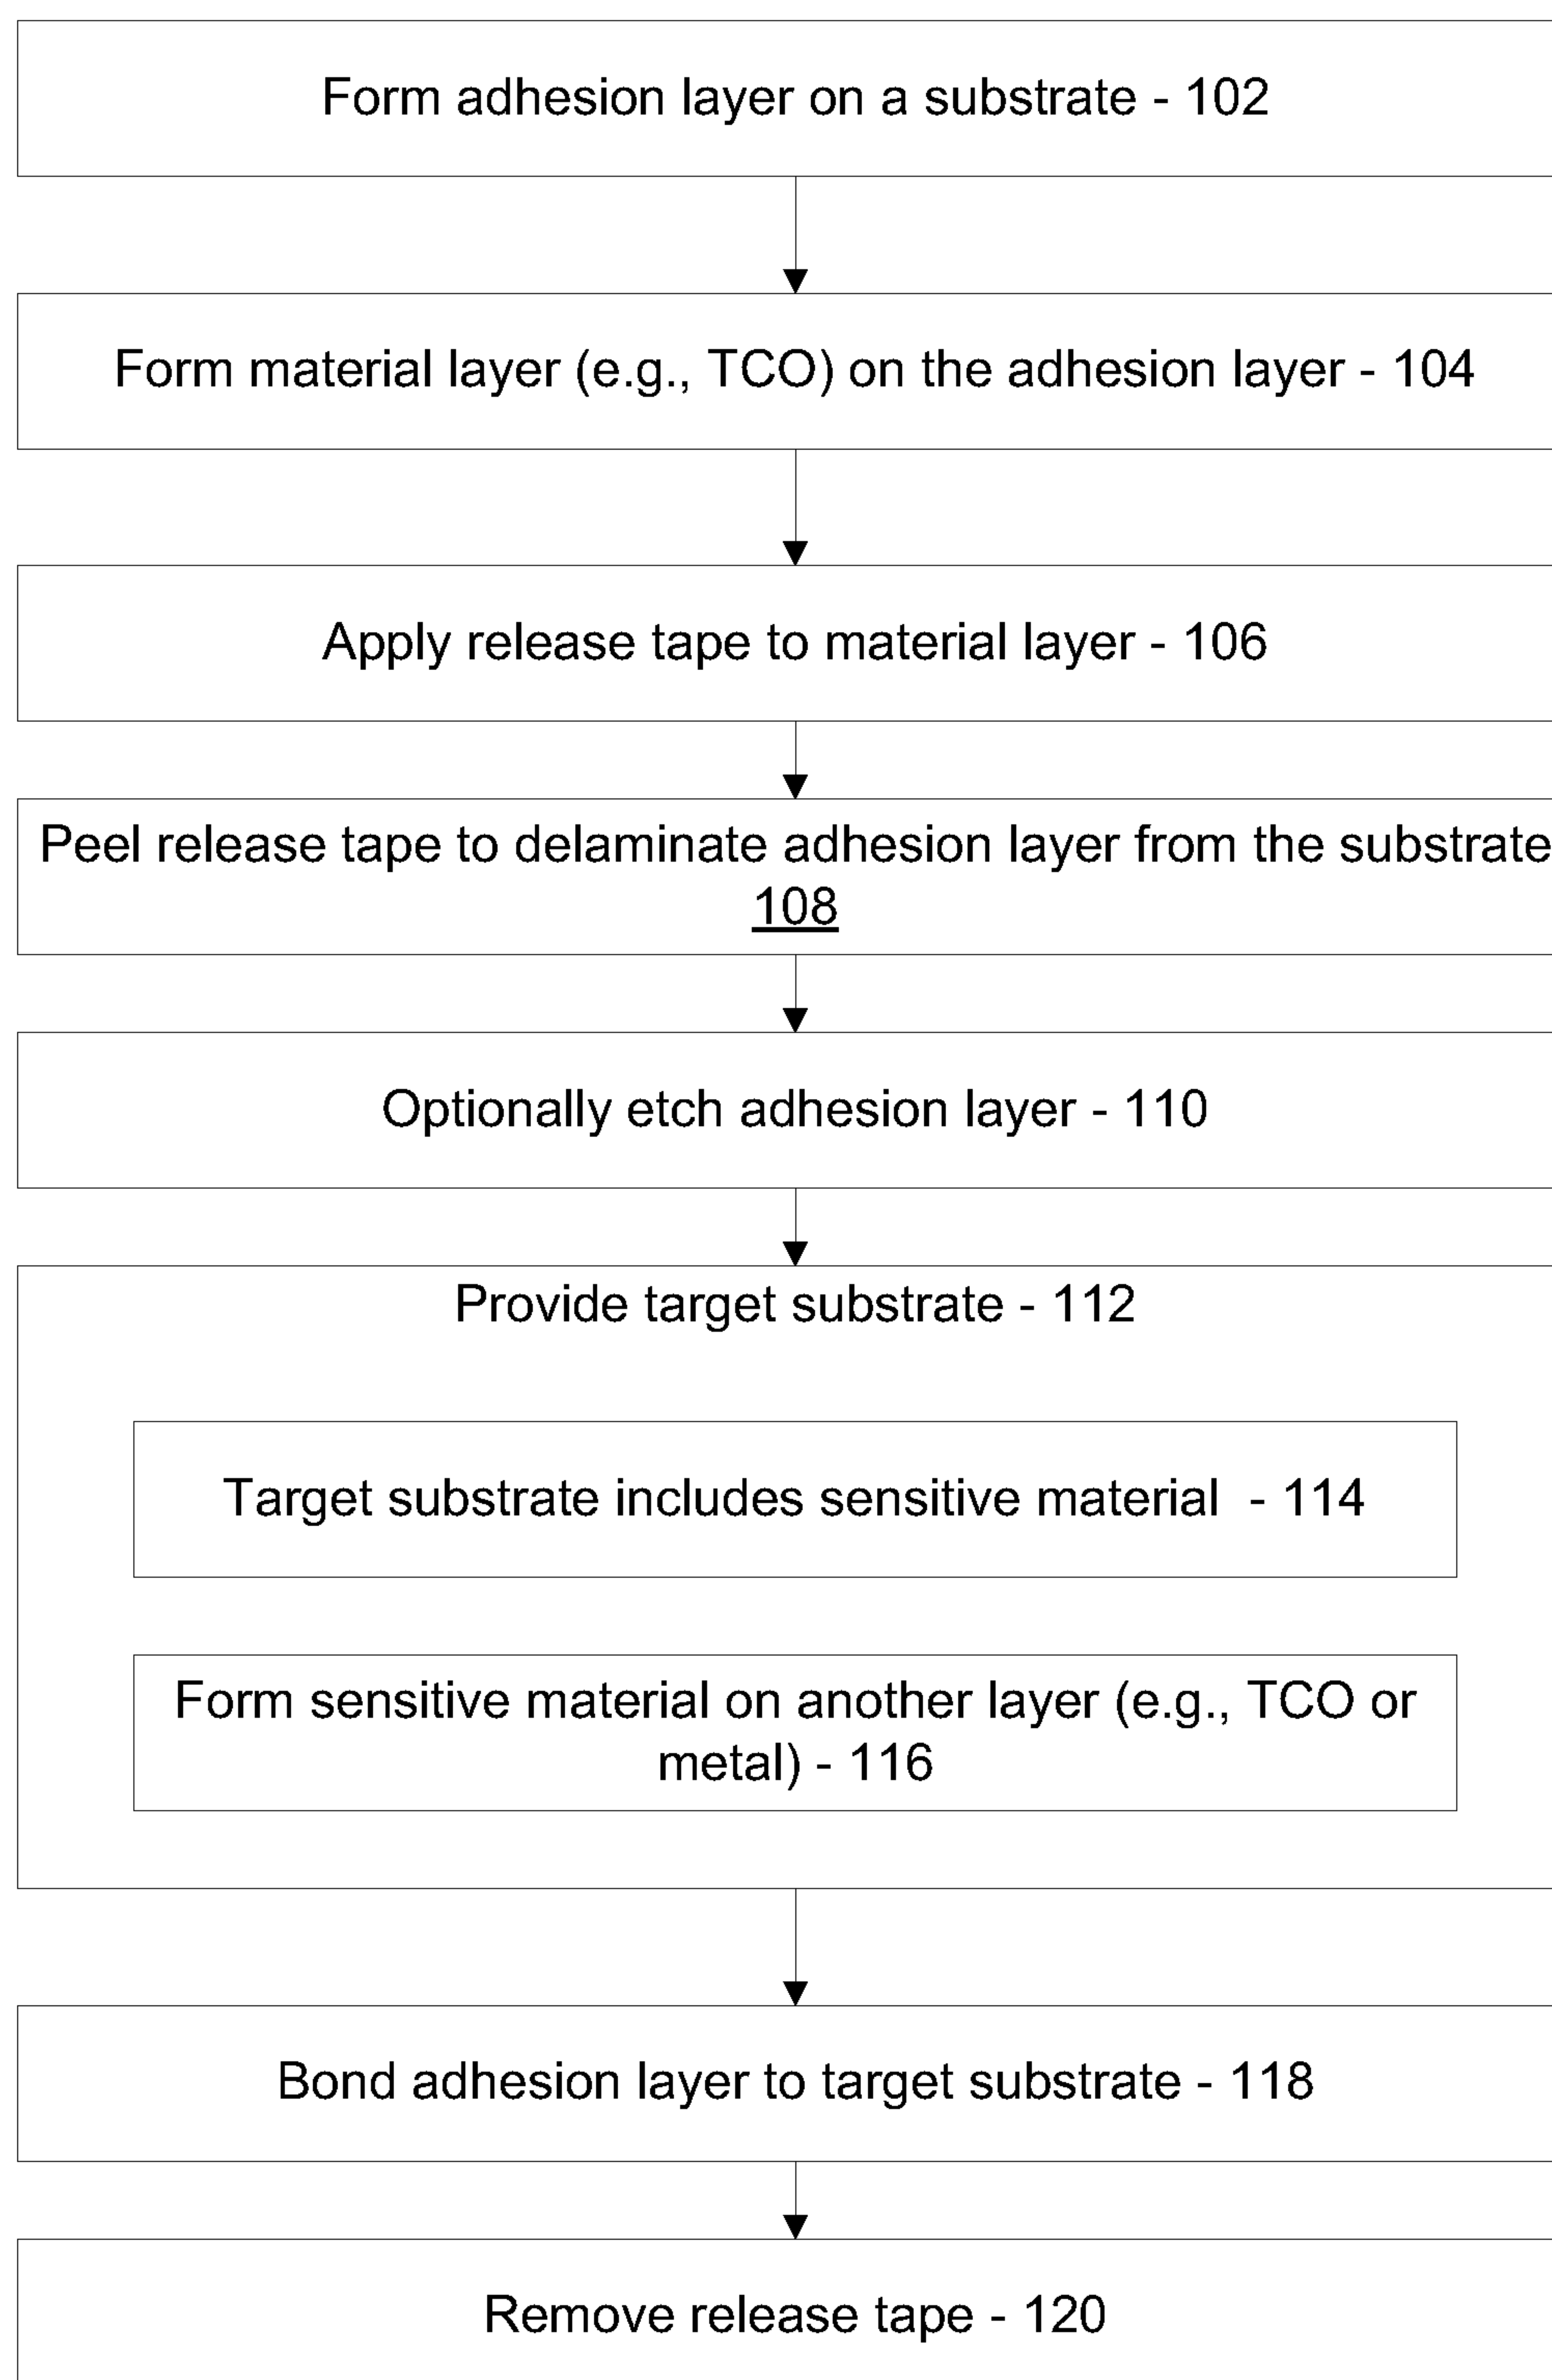 Form adhesion layer on a substrate - 102
Form material layer (e.g., TCO) on the adhesion layer - 104
Apply release tape to material layer - 106
Peel release tape to delaminate adhesion layer from the substrate
108
Optionally etch adhesion layer - 110
Provide target substrate - 112
Target substrate includes sensitive material - 114
Form sensitive material on another layer (e.g., TCO or
metal) - 116
Bond adhesion layer to target substrate - 118
Remove release tape - 120